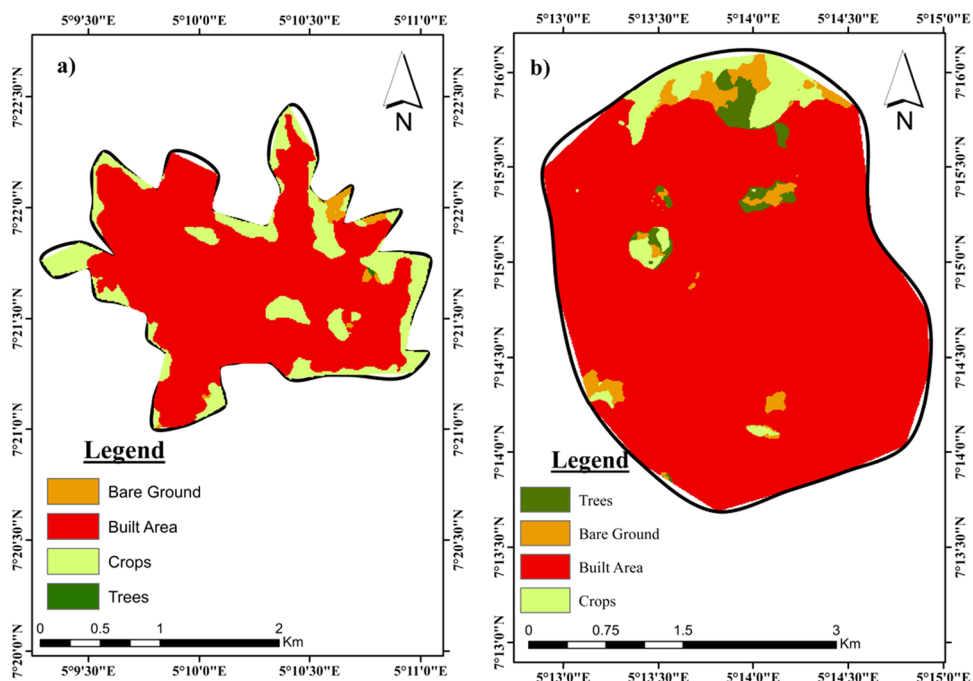 5°9'30"E 5°10'0"E 5°10'30"E 5°11'0"E
a)
N
7°22'30"N
7°22'0"N
7°21'30"N
7°21'0"N
7°20'30"N
7°20'0"N
7°22'30"N
7°22'0"N
7°21'30"N
7°21'0"N
7°20'30"N
7°20'0"N
Legend
Bare Ground
Built Area
Crops
Trees
0 0.5 1 2
Km
5°9'30"E 5°10'0"E 5°10'30"E 5°11'0"E
5°13'0"E 5°13'30"E 5°14'0"E 5°14'30"E 5°15'0"E
b)
N
7°16'0"N
7°15'30"N
7°15'0"N
7°14'30"N
7°14'0"N
7°13'30"N
7°13'0"N
7°16'0"N
7°15'30"N
7°15'0"N
7°14'30"N
7°14'0"N
7°13'30"N
7°13'0"N
Legend
Trees
Bare Ground
Built Area
Crops
0 0.75 1.5 3
Km
5°13'0"E 5°13'30"E 5°14'0"E 5°14'30"E 5°15'0"E